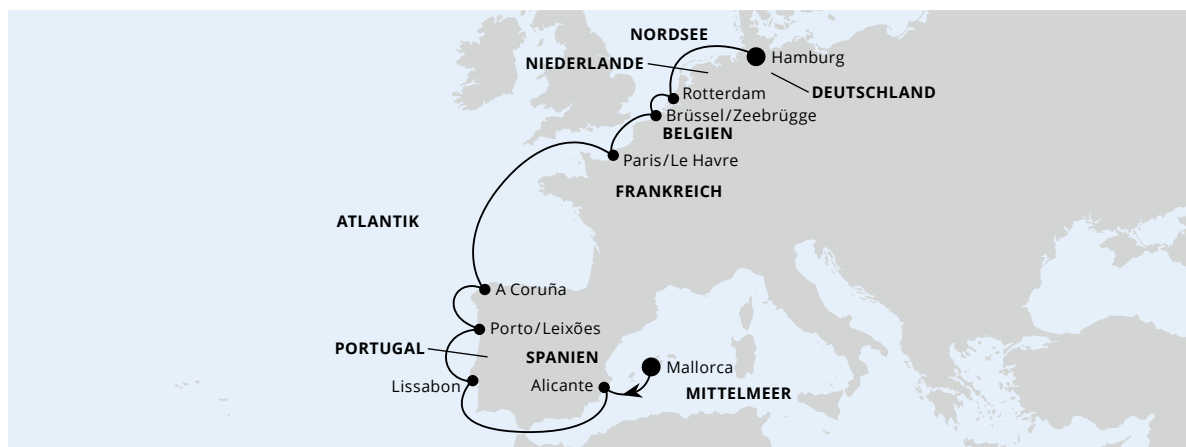 NORDSEE
Hamburg
NIEDERLANDE
DEUTSCHLAND
Rotterdam
Brüssel/Zeebrügge
BELGIEN
Paris/Le Havre
FRANKREICH
ATLANTIK
A Coruña
Porto/Leixões
PORTUGAL
SPANIEN
Mallorca
Lissabon
Alicante
MITTELMEER